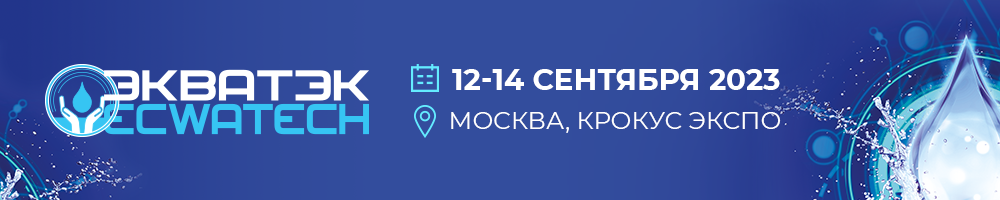 ЭКВАТЭК
ECWATECH
12-14 СЕНТЯБРЯ 2023
МОСКВА, КРОКУС ЭКСПО